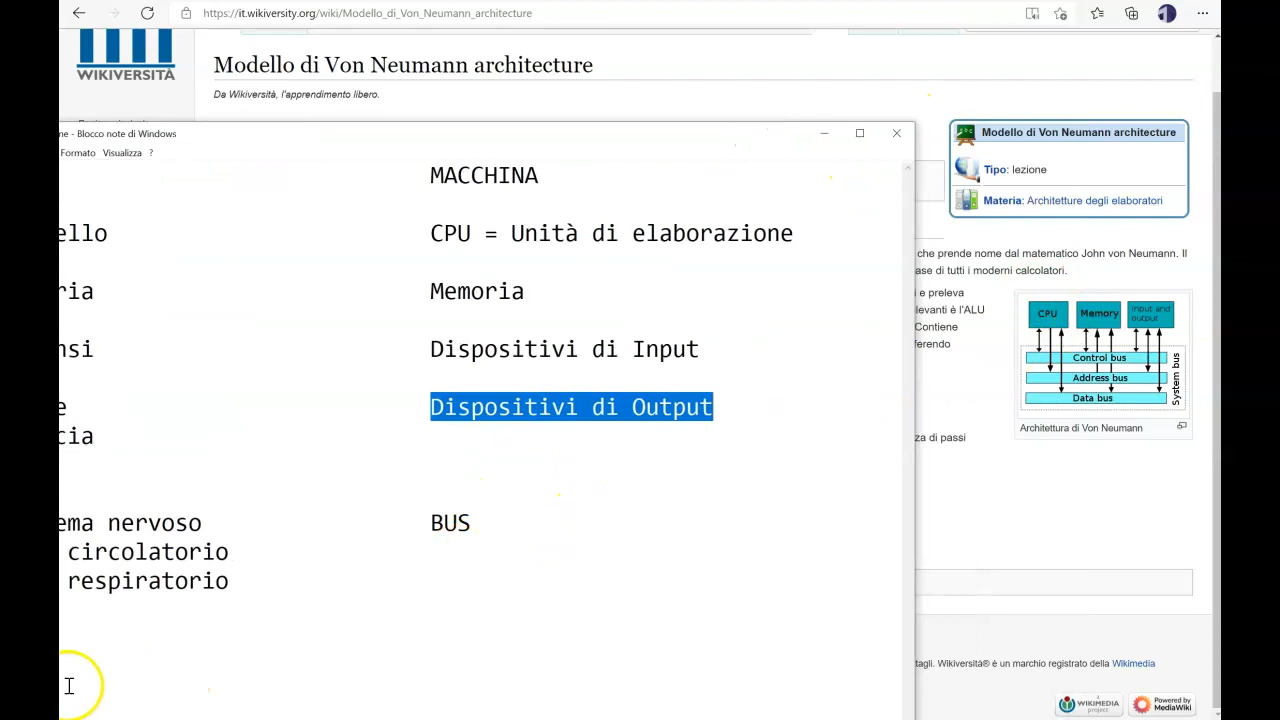 https://it.wikiversity.org/wiki/Modello_di_Von_Neumann_architecture
WIKIVERSITÀ
Modello di Von Neumann architecture
Da Wikiversità, l'apprendimento libero.
me - Blocco note di Windows
Formato Visualizza ?
MACCHINA
ello CPU = Unità di elaborazione
ria Memoria
nsi Dispositivi di Input
e Dispositivi di Output
cia
ema nervoso BUS
circolatorio
respiratorio
Modello di Von Neumann architecture
Tipo: lezione
Materia: Architetture degli elaboratori
che prende nome dal matematico John von Neumann. Il
ase di tutti i moderni calcolatori.
i e preleva
levanti è l'ALU
Contiene
ferendo
CPU
Memory
Input and
output
Control bus
Address bus
Data bus
System bus
Architettura di Von Neumann
za di passi
tagli. Wikiversità® è un marchio registrato della Wikimedia
WIKIMEDIA
project
Powered by
MediaWiki